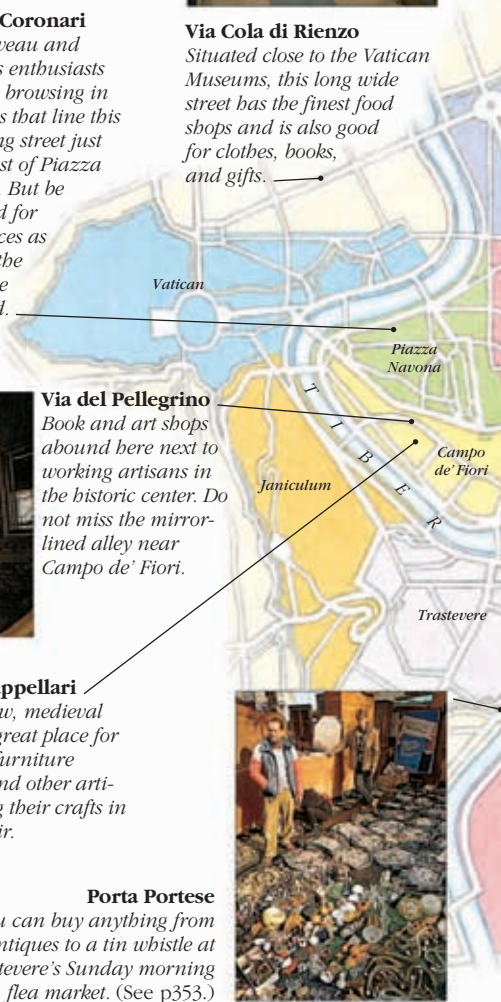 Coronari
veau and
s enthusiasts
browsing in
s that line this
ng street just
st of Piazza
. But be
d for
ces as
the
e
d.
Via Cola di Rienzo
Situated close to the Vatican
Museums, this long wide
street has the finest food
shops and is also good
for clothes, books,
and gifts.
Vatican
Piazza
Navona
Via del Pellegrino
Book and art shops
abound here next to
working artisans in
the historic center. Do
not miss the mirror-
lined alley near
Campo de' Fiori.
TIBER
Campo
de' Fiori
Janiculum
Trastevere
appellari
w, medieval
great place for
furniture
nd other arti-
g their crafts in
ir.
Porta Portese
u can buy anything from
ntiques to a tin whistle at
tevere's Sunday morning
flea market. (See p353.)